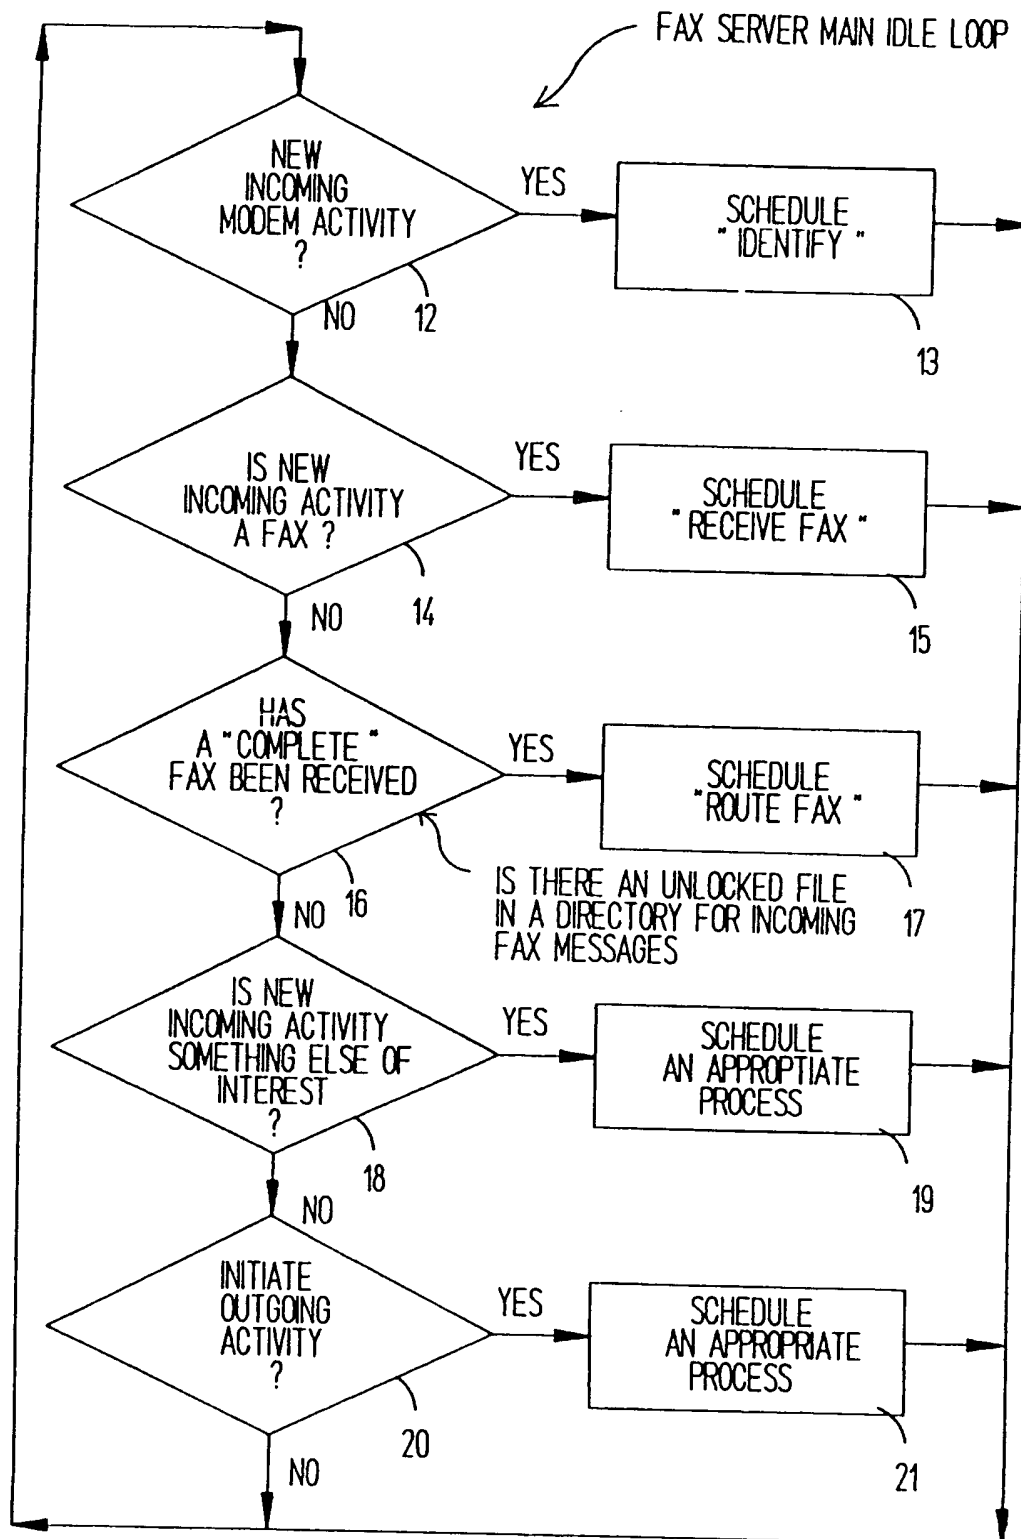 FAX SERVER MAIN IDLE LOOP
NEW
INCOMING
MODEM ACTIVITY
?
YES
SCHEDULE
"IDENTIFY"
12
NO
13
IS NEW
INCOMING ACTIVITY
A FAX ?
YES
SCHEDULE
"RECEIVE FAX"
14
NO
15
HAS
A "COMPLETE"
FAX BEEN RECEIVED
?
YES
SCHEDULE
"ROUTE FAX"
16
NO
17
IS THERE AN UNLOCKED FILE
IN A DIRECTORY FOR INCOMING
FAX MESSAGES
IS NEW
INCOMING ACTIVITY
SOMETHING ELSE OF
INTEREST
?
YES
SCHEDULE
AN APPROPTIATE
PROCESS
18
NO
19
INITIATE
OUTGOING
ACTIVITY
?
YES
SCHEDULE
AN APPROPRIATE
PROCESS
20
NO
21